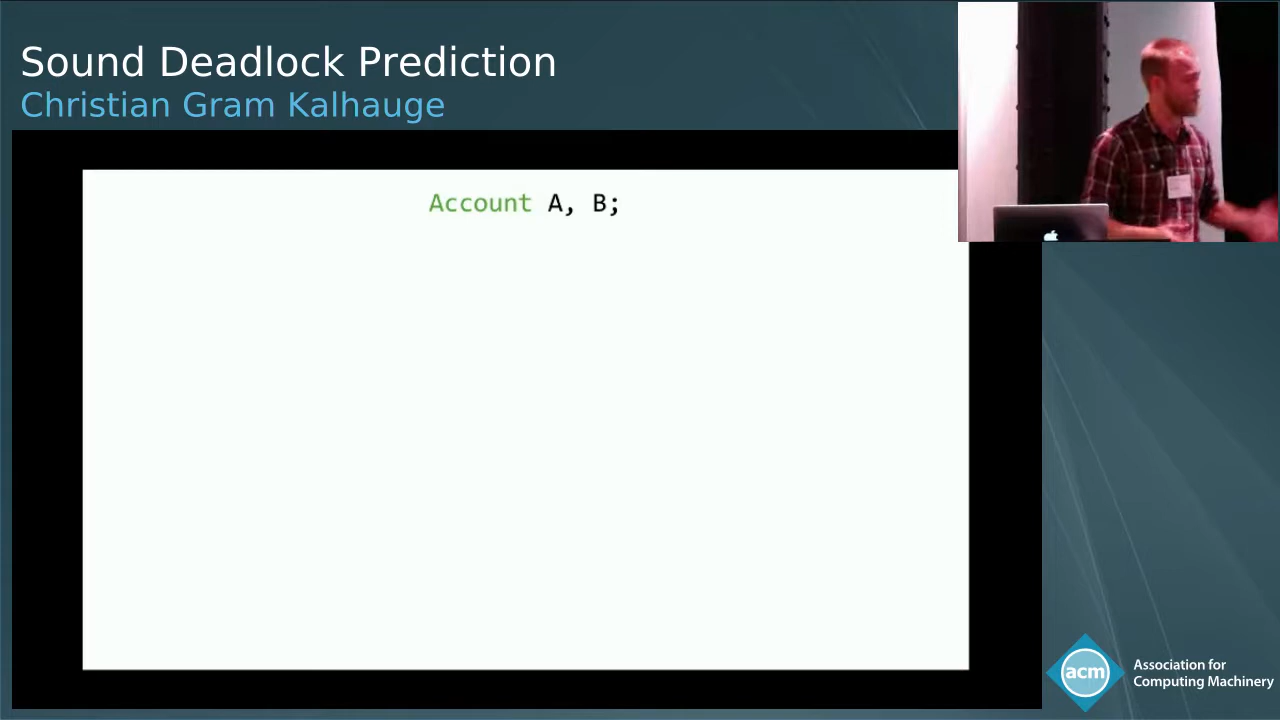 Sound Deadlock Prediction
Christian Gram Kalhauge
Account A, B;
acm
Association for
Computing Machinery